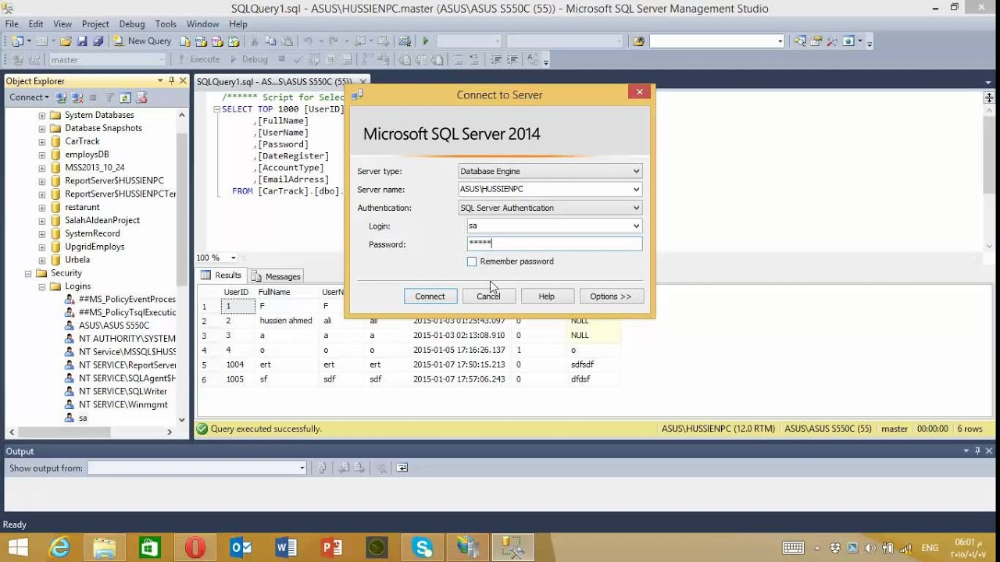 SQLQuery1.sql - ASUS\HUSSIENPC.master (ASUS\ASUS S550C (55)) - Microsoft SQL Server Management Studio
File Edit View Project Debug Tools Window Help
New Query
master Execute Debug
Object Explorer
SQLQuery1.sql - AS...S\ASUS S550C (55))
Connect
System Databases
Database Snapshots
CarTrack
employsDB
MSS2013_10_24
ReportServer$HUSSIENPC
ReportServer$HUSSIENPCTe
restarunt
SalahAldeanProject
SystemRecord
UpgridEmploys
Urbela
Security
Logins
##MS_PolicyEventProces
##MS_PolicyTsqlExecutio
ASUS\ASUS S550C
NT AUTHORITY\SYSTEM
NT Service\MSSQL$HUSS
NT SERVICE\ReportServer
NT SERVICE\SQLAgent$H
NT SERVICE\SQLWriter
NT SERVICE\Winmgmt
sa
/****** Script for Selec
SELECT TOP 1000 [UserID]
,[FullName]
,[UserName]
,[Password]
,[DateRegister]
,[AccountType]
,[EmailAdrress]
FROM [CarTrack].[dbo].
100 %
Connect to Server
Microsoft SQL Server 2014
Server type: Database Engine
Server name: ASUS\HUSSIENPC
Authentication: SQL Server Authentication
Login: sa
Password: *****
Remember password
Connect Cancel Help Options >>
Results Messages
UserID FullName UserN
1 1 F F
2 2 hussien ahmed ali ali 2015-01-03 01:25:43.097 0 NULL
3 3 a a a 2015-01-03 02:13:08.910 0 NULL
4 4 o o o 2015-01-05 17:16:26.137 1 o
5 1004 ert ert ert 2015-01-07 17:50:15.213 0 sdfsdf
6 1005 sf sdf sdf 2015-01-07 17:57:06.243 0 dfdsf
Query executed successfully. ASUS\HUSSIENPC (12.0 RTM) ASUS\ASUS S550C (55) master 00:00:00 6 rows
Output
Show output from:
Ready
ENG
06:01 م
٢٠١٥/٠١/٠٧